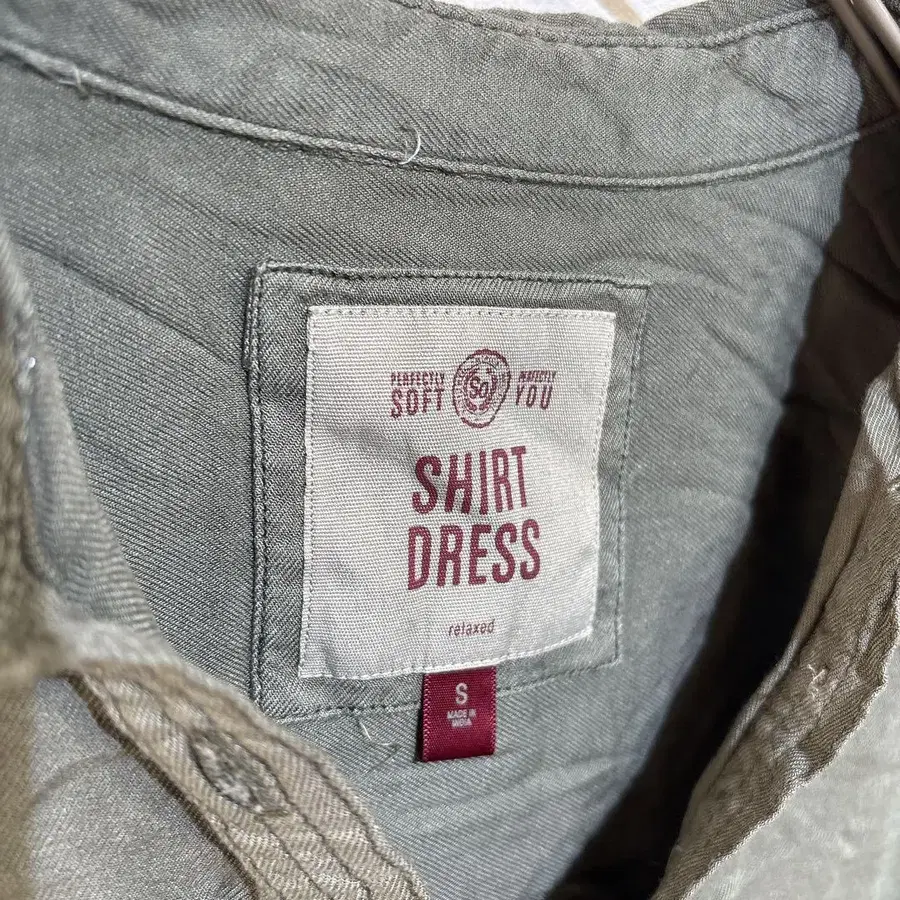 PERFECTLY PERFECTLY
SOFT So YOU
SHIRT
DRESS
relaxed
S
MADE IN
INDIA